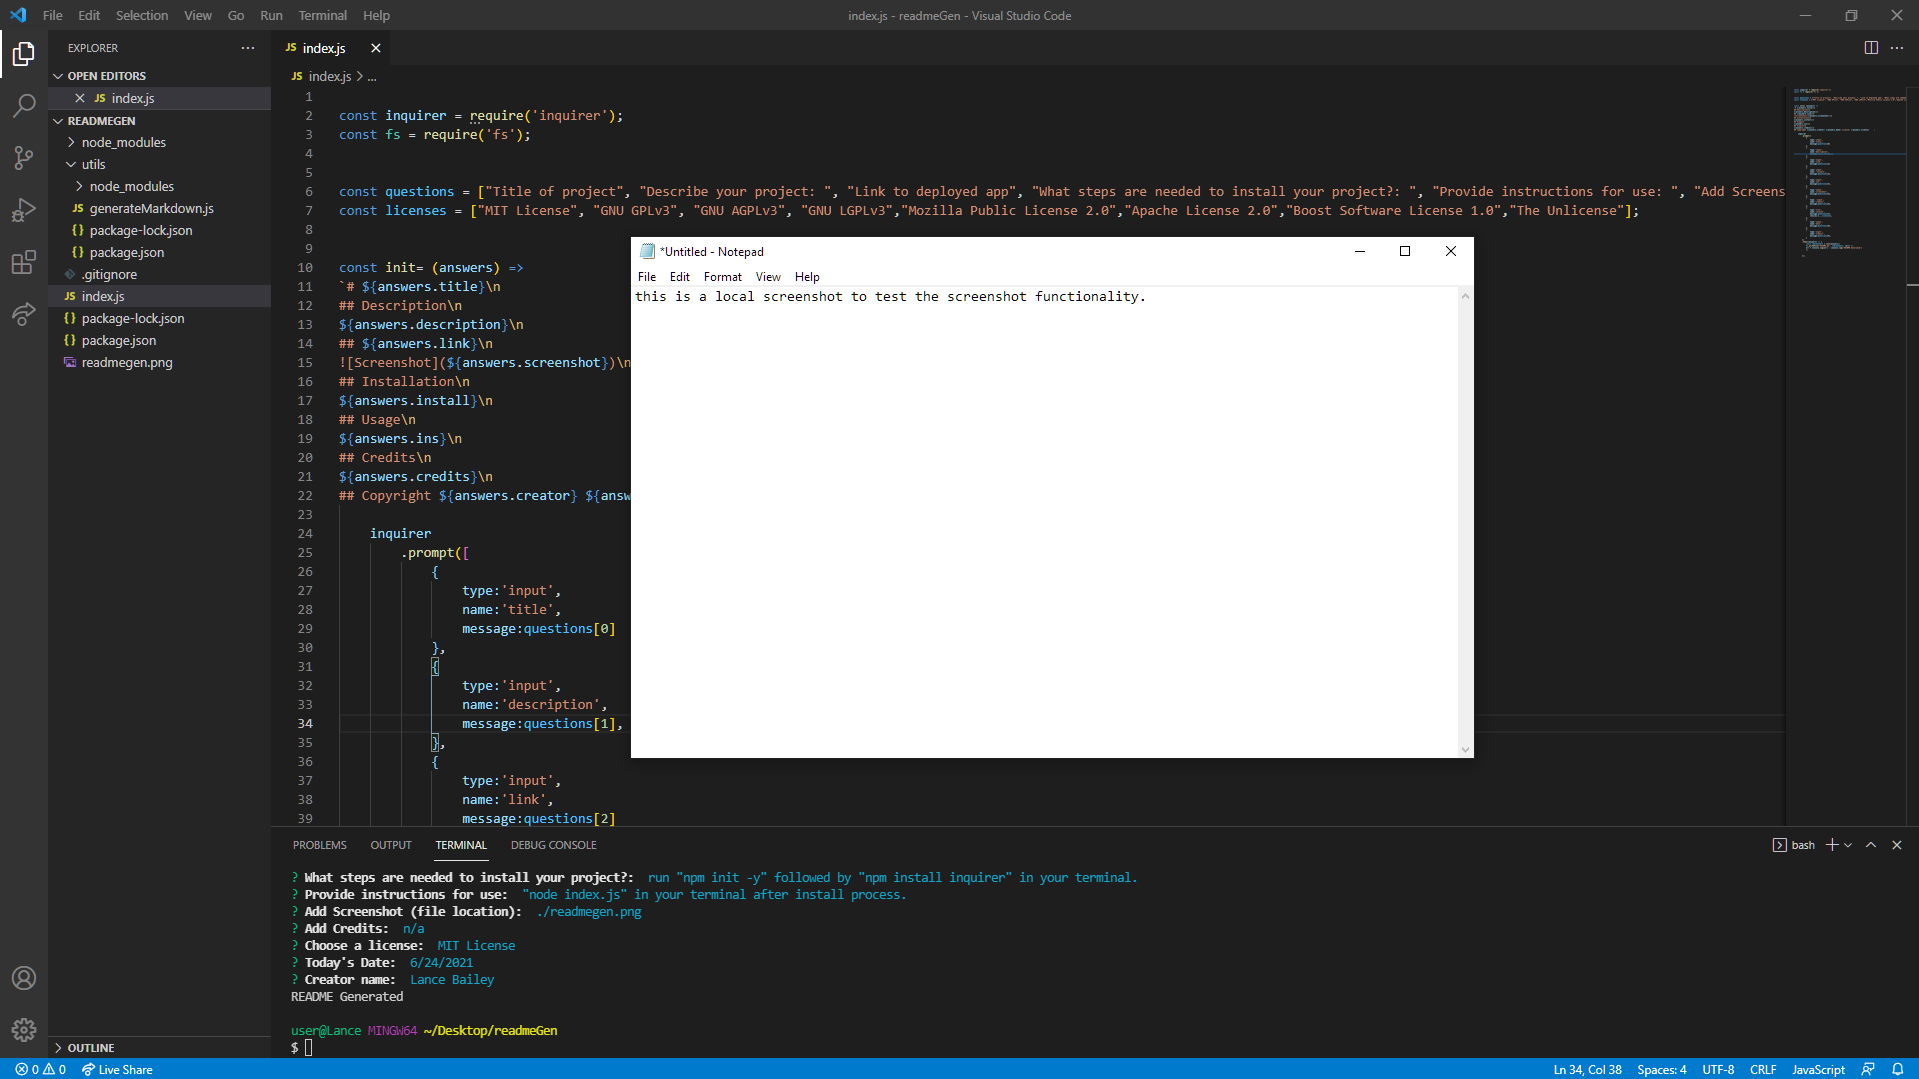 File Edit Selection View Go Run Terminal Help
index.js - readmeGen - Visual Studio Code
EXPLORER
OPEN EDITORS
JS index.js
READMEGEN
node_modules
utils
node_modules
JS generateMarkdown.js
{} package-lock.json
{} package.json
.gitignore
JS index.js
{} package-lock.json
{} package.json
readmegen.png
OUTLINE
JS index.js
JS index.js > ...
1
2 const inquirer = require('inquirer');
3 const fs = require('fs');
4
5
6 const questions = ["Title of project", "Describe your project: ", "Link to deployed app", "What steps are needed to install your project?: ", "Provide instructions for use: ", "Add Screens
7 const licenses = ["MIT License", "GNU GPLv3", "GNU AGPLv3", "GNU LGPLv3","Mozilla Public License 2.0","Apache License 2.0","Boost Software License 1.0","The Unlicense"];
8
9
10 const init= (answers) =>
11 `# ${answers.title}\n
12 ## Description\n
13 ${answers.description}\n
14 ## ${answers.link}\n
15 ![Screenshot](${answers.screenshot})\n
16 ## Installation\n
17 ${answers.install}\n
18 ## Usage\n
19 ${answers.ins}\n
20 ## Credits\n
21 ${answers.credits}\n
22 ## Copyright ${answers.creator} ${answ
23
24 inquirer
25 .prompt([
26 {
27 type:'input',
28 name:'title',
29 message:questions[0]
30 },
31 {
32 type:'input',
33 name:'description',
34 message:questions[1],
35 },
36 {
37 type:'input',
38 name:'link',
39 message:questions[2]
*Untitled - Notepad
File Edit Format View Help
this is a local screenshot to test the screenshot functionality.
PROBLEMS OUTPUT TERMINAL DEBUG CONSOLE
bash
? What steps are needed to install your project?: run "npm init -y" followed by "npm install inquirer" in your terminal.
? Provide instructions for use: "node index.js" in your terminal after install process.
? Add Screenshot (file location): ./readmegen.png
? Add Credits: n/a
? Choose a license: MIT License
? Today's Date: 6/24/2021
? Creator name: Lance Bailey
README Generated
user@Lance MINGW64 ~/Desktop/readmeGen
$
0 0 Live Share
Ln 34, Col 38 Spaces: 4 UTF-8 CRLF JavaScript